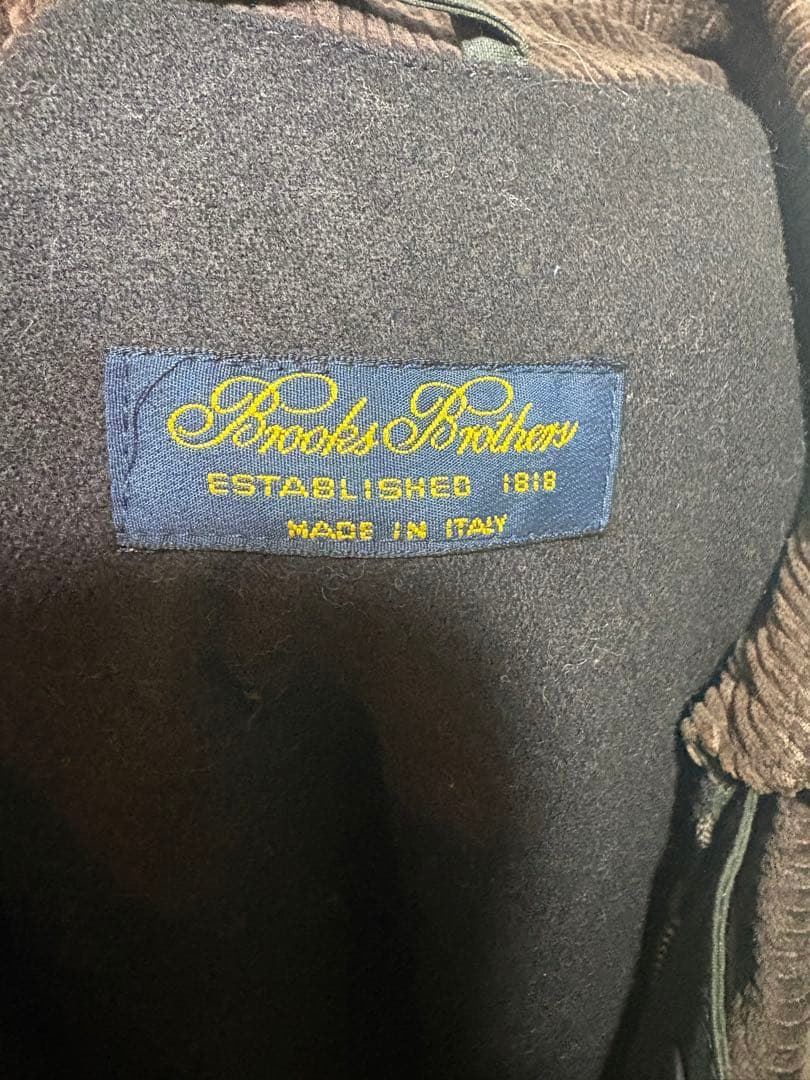 Brooks Brothers
ESTABLISHED 1818
MADE IN ITALY